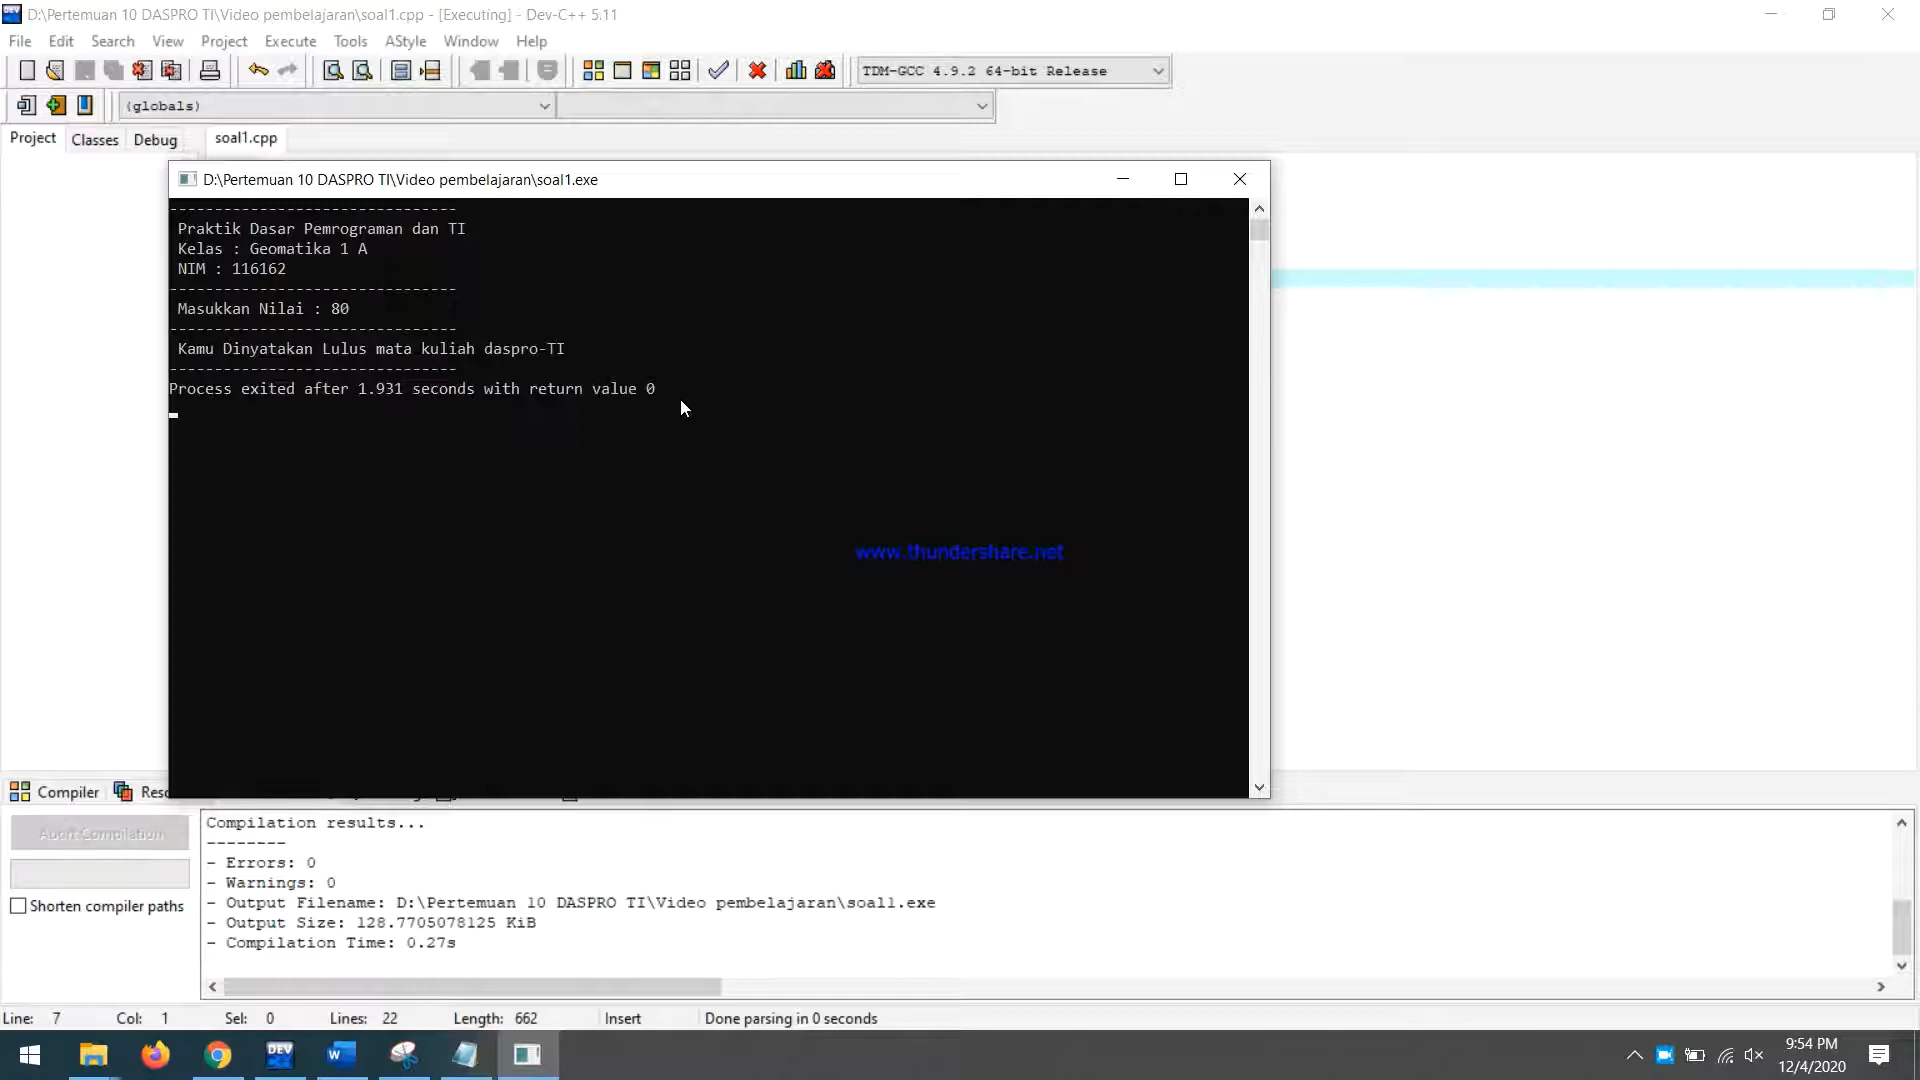 D:\Pertemuan 10 DASPRO TI\Video pembelajaran\soal1.cpp - [Executing] - Dev-C++ 5.11
File Edit Search View Project Execute Tools AStyle Window Help
TDM-GCC 4.9.2 64-bit Release
(globals)
Project Classes Debug soal1.cpp
D:\Pertemuan 10 DASPRO TI\Video pembelajaran\soal1.exe
--------------------------------
Praktik Dasar Pemrograman dan TI
Kelas : Geomatika 1 A
NIM : 116162
--------------------------------
Masukkan Nilai : 80
--------------------------------
Kamu Dinyatakan Lulus mata kuliah daspro-TI
--------------------------------
Process exited after 1.931 seconds with return value 0
www.thundershare.net
Compiler
Abort Compilation
Shorten compiler paths
Compilation results...
--------
- Errors: 0
- Warnings: 0
- Output Filename: D:\Pertemuan 10 DASPRO TI\Video pembelajaran\soal1.exe
- Output Size: 128.7705078125 KiB
- Compilation Time: 0.27s
Line: 7 Col: 1 Sel: 0 Lines: 22 Length: 662 Insert Done parsing in 0 seconds
DEV
9:54 PM
12/4/2020